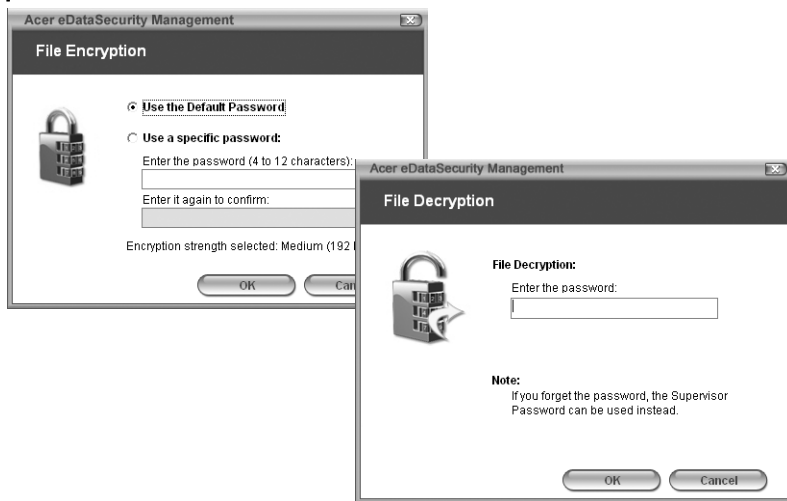 Acer eDataSecurity Management
File Encryption
Use the Default Password
Use a specific password:
Enter the password (4 to 12 characters):
Enter it again to confirm:
Encryption strength selected: Medium (192
OK
Can
Acer eDataSecurity Management
File Decryption
File Decryption:
Enter the password:
Note:
If you forget the password, the Supervisor
Password can be used instead.
OK Cancel